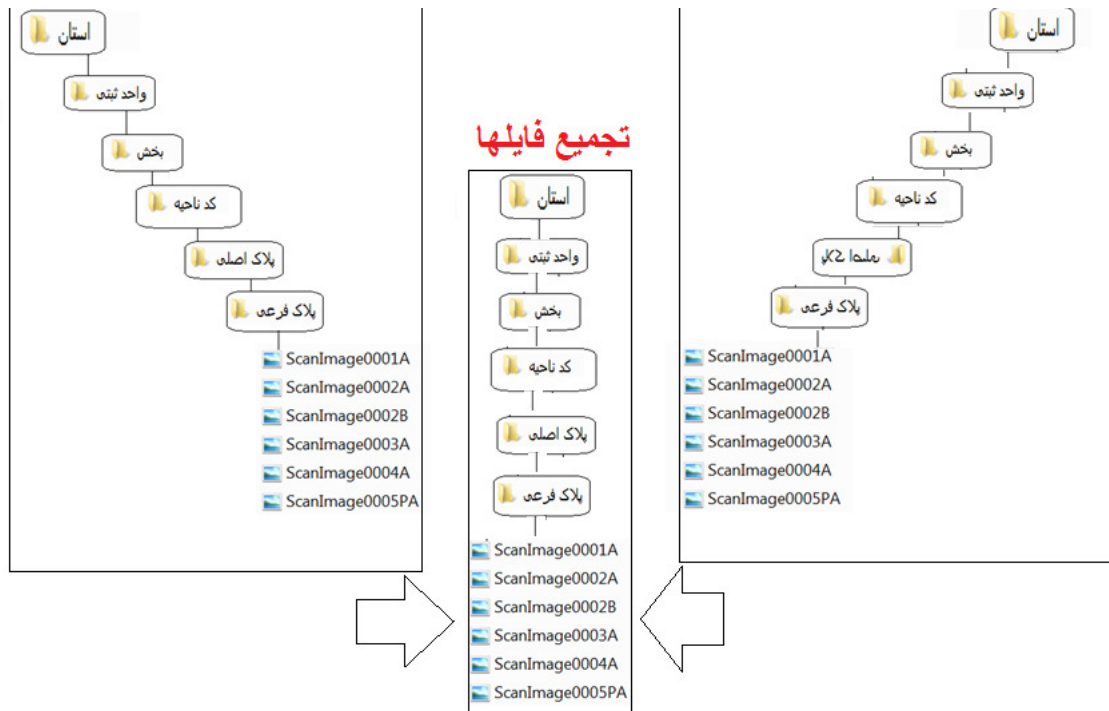 استان
واحد ثبتی
بخش
کد ناحیه
پلاک اصلی
پلاک فرعی
ScanImage0001A
ScanImage0002A
ScanImage0002B
ScanImage0003A
ScanImage0004A
ScanImage0005PA
تجمیع فایلها
استان
واحد ثبتی
بخش
کد ناحیه
پلاک اصلی
پلاک فرعی
ScanImage0001A
ScanImage0002A
ScanImage0002B
ScanImage0003A
ScanImage0004A
ScanImage0005PA
استان
واحد ثبتی
بخش
کد ناحیه
پلاک اصلی
پلاک فرعی
ScanImage0001A
ScanImage0002A
ScanImage0002B
ScanImage0003A
ScanImage0004A
ScanImage0005PA